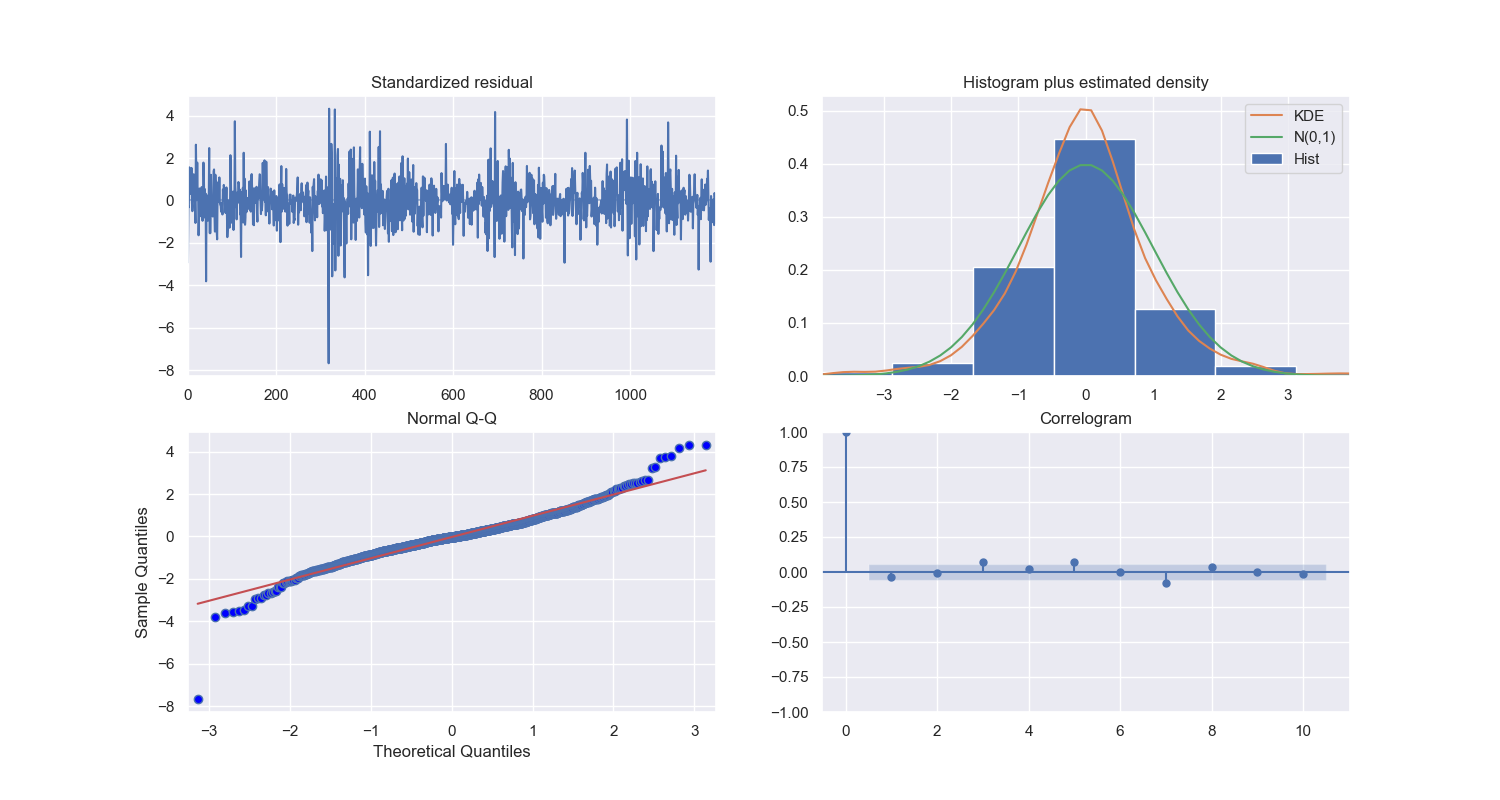 Standardized residual
4
2
0
−2
−4
−6
−8
0 200 400 600 800 1000
Histogram plus estimated density
KDE
N(0,1)
Hist
0.5
0.4
0.3
0.2
0.1
0.0
−3 −2 −1 0 1 2 3
Normal Q-Q
Sample Quantiles
4
2
0
−2
−4
−6
−8
−3 −2 −1 0 1 2 3
Theoretical Quantiles
Correlogram
1.00
0.75
0.50
0.25
0.00
−0.25
−0.50
−0.75
−1.00
0 2 4 6 8 10